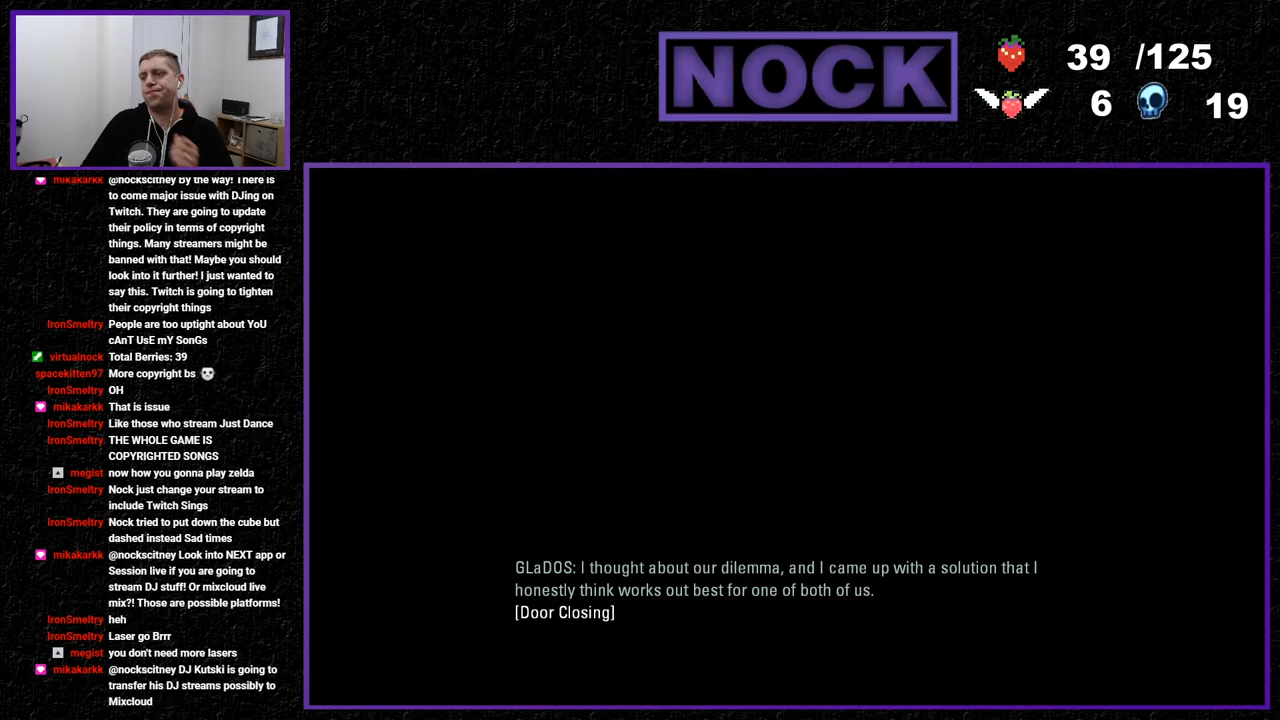 NOCK
39 /125
6 19
mikakarkk @nockscitney By the way! There is
to come major issue with DJing on
Twitch. They are going to update
their policy in terms of copyright
things. Many streamers might be
banned with that! Maybe you should
look into it further! I just wanted to
say this. Twitch is going to tighten
their copyright things
IronSmeltry People are too uptight about YoU
cAnT UsE mY SonGs
virtualnock Total Berries: 39
spacekitten97 More copyright bs
IronSmeltry OH
mikakarkk That is issue
IronSmeltry Like those who stream Just Dance
IronSmeltry THE WHOLE GAME IS
COPYRIGHTED SONGS
megist now how you gonna play zelda
IronSmeltry Nock just change your stream to
include Twitch Sings
IronSmeltry Nock tried to put down the cube but
dashed instead Sad times
mikakarkk @nockscitney Look into NEXT app or
Session live if you are going to
stream DJ stuff! Or mixcloud live
mix?! Those are possible platforms!
IronSmeltry heh
IronSmeltry Laser go Brrr
megist you don't need more lasers
mikakarkk @nockscitney DJ Kutski is going to
transfer his DJ streams possibly to
Mixcloud
GLaDOS: I thought about our dilemma, and I came up with a solution that I
honestly think works out best for one of both of us.
[Door Closing]